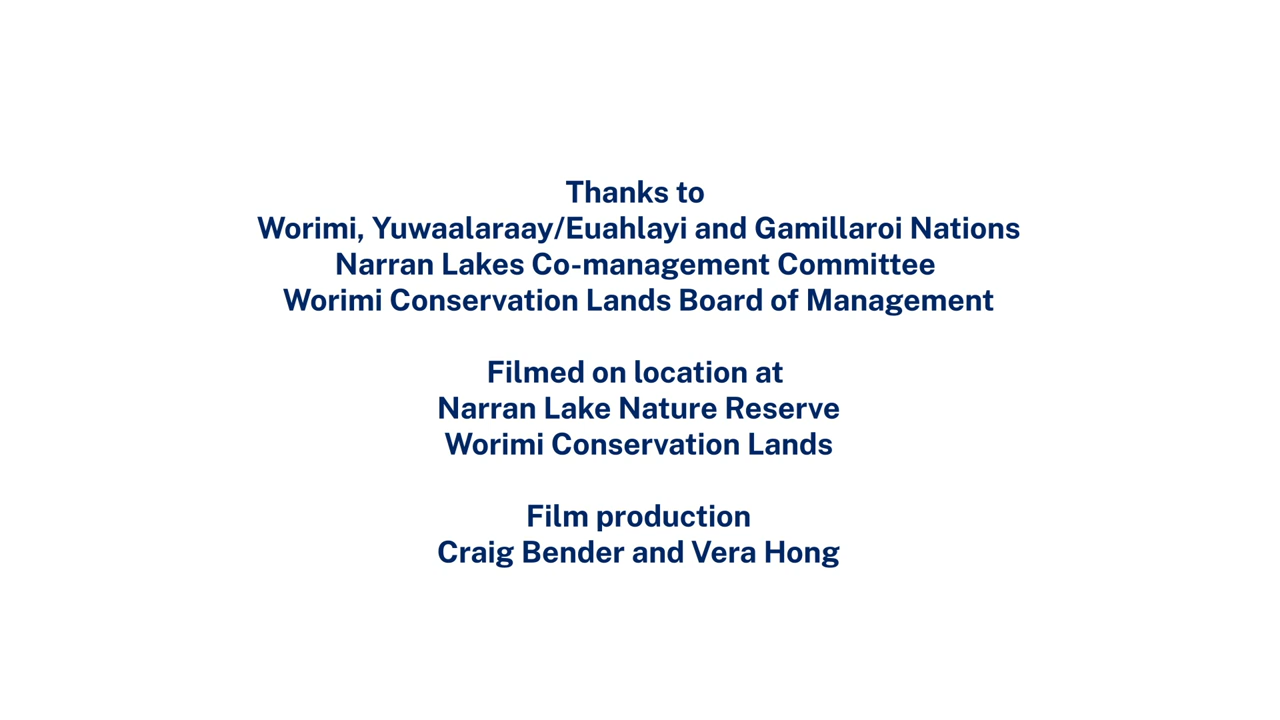 Thanks to
Worimi, Yuwaalaraay/Euahlayi and Gamillaroi Nations
Narran Lakes Co-management Committee
Worimi Conservation Lands Board of Management
Filmed on location at
Narran Lake Nature Reserve
Worimi Conservation Lands
Film production
Craig Bender and Vera Hong